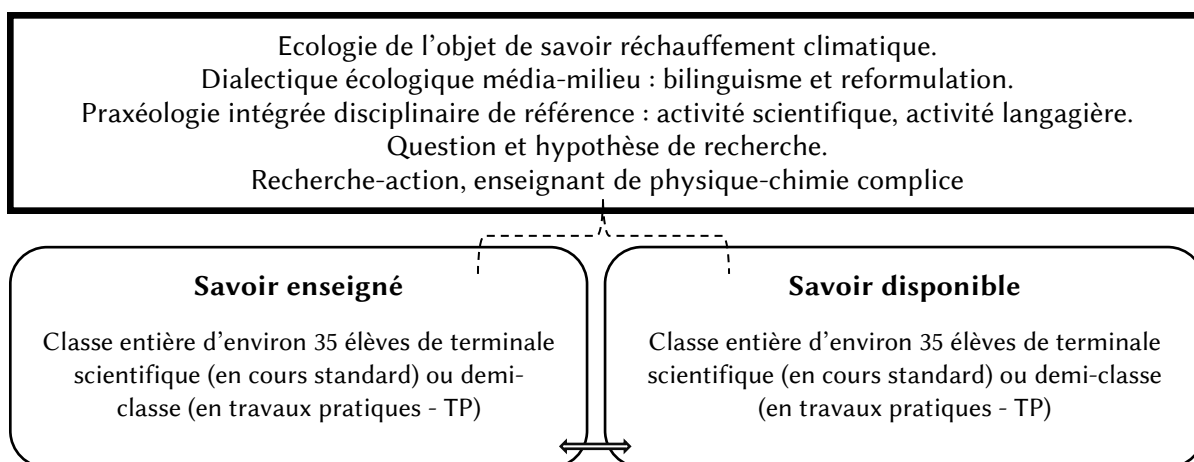 Ecologie de l’objet de savoir réchauffement climatique.
Dialectique écologique média-milieu : bilinguisme et reformulation.
Praxéologie intégrée disciplinaire de référence : activité scientifique, activité langagière.
Question et hypothèse de recherche.
Recherche-action, enseignant de physique-chimie complice
Savoir enseigné
Classe entière d’environ 35 élèves de terminale
scientifique (en cours standard) ou demi-
classe (en travaux pratiques - TP)
Savoir disponible
Classe entière d’environ 35 élèves de terminale
scientifique (en cours standard) ou demi-classe
(en travaux pratiques - TP)